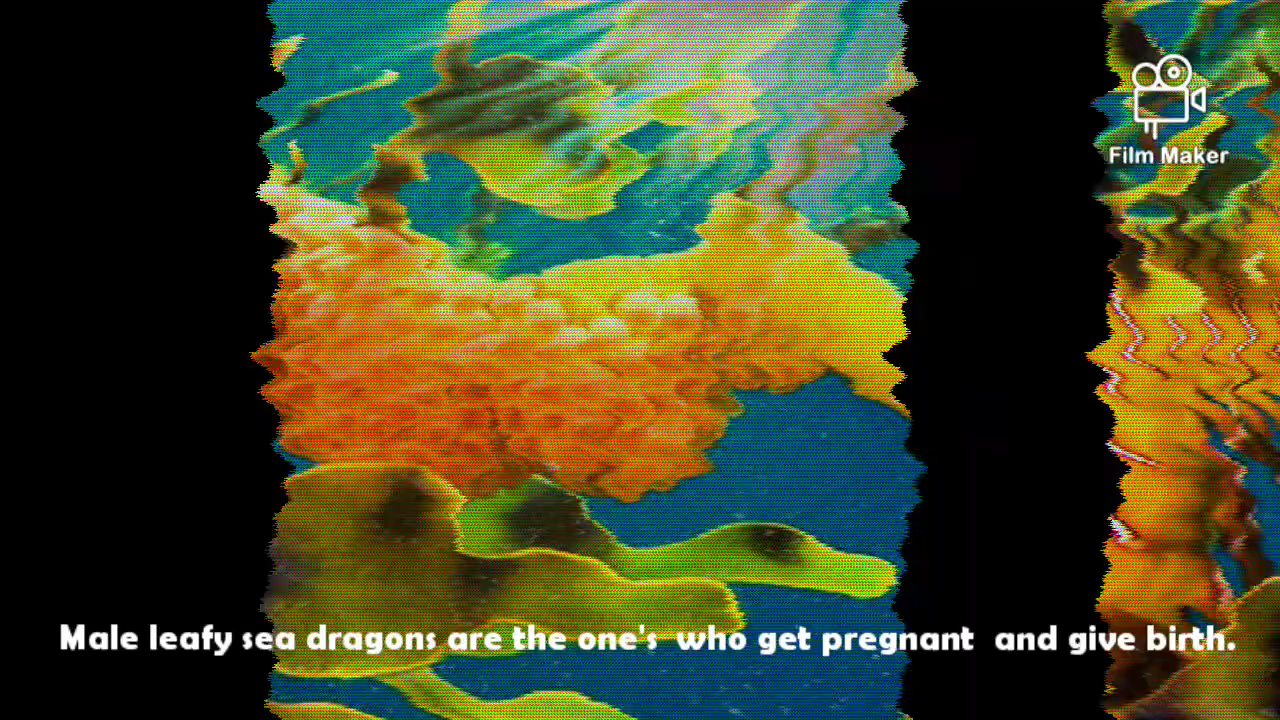 Film Maker
Male leafy sea dragons are the one's who get pregnant and give birth.